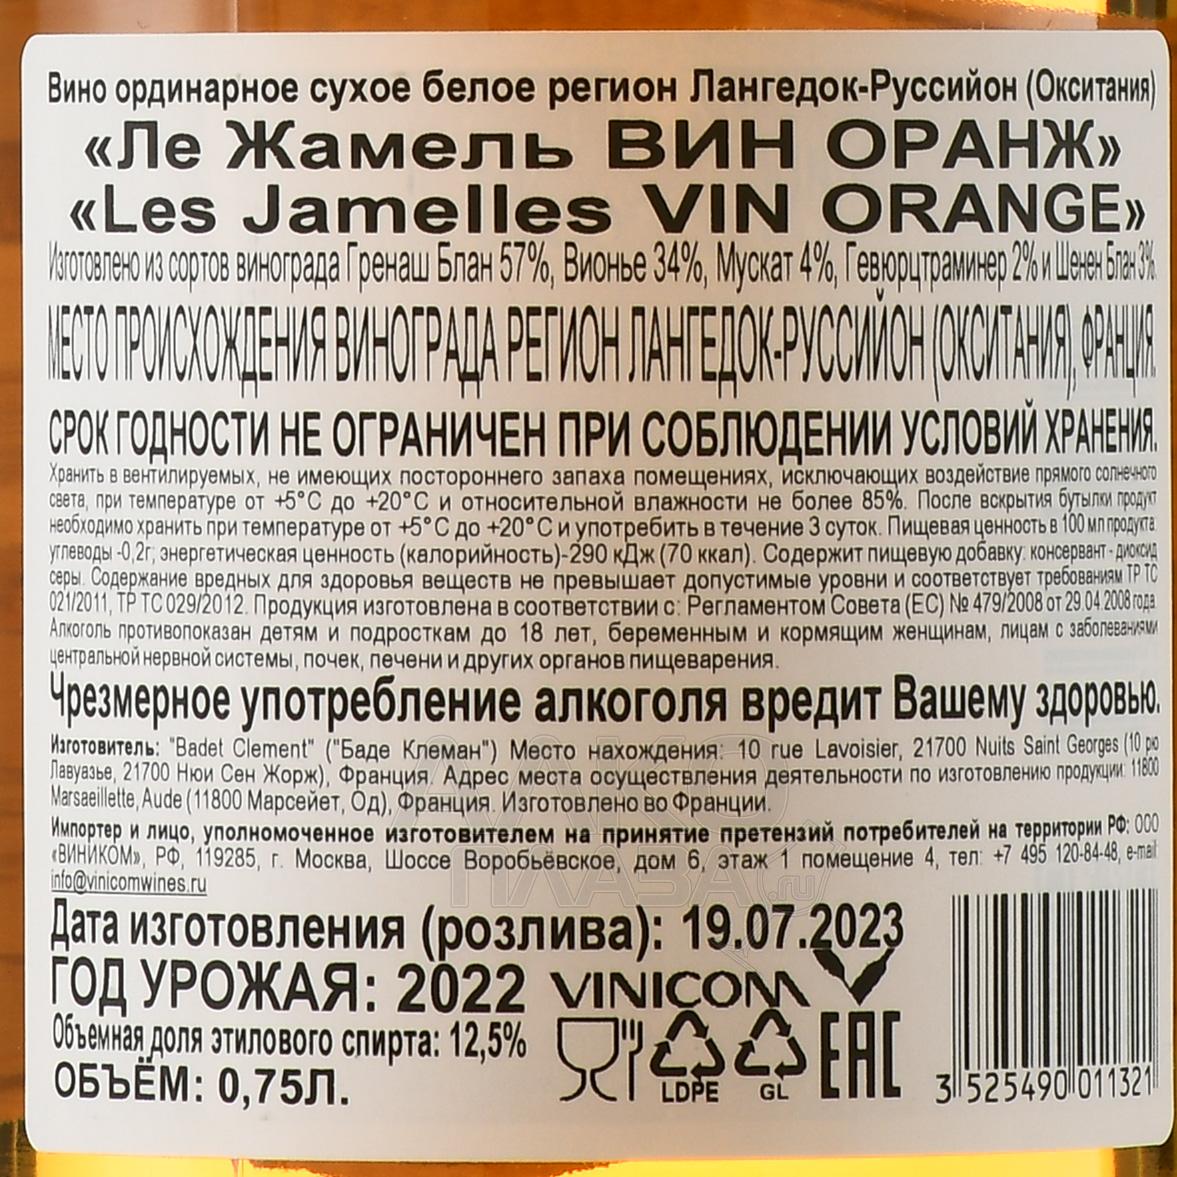 Вино ординарное сухое белое регион Лангедок-Руссийон (Окситания)
«Ле Жамель ВИН ОРАНЖ»
«Les Jamelles VIN ORANGE»
Изготовлено из сортов винограда Гренаш Блан 57%, Вионье 34%, Мускат 4%, Гевюрцтраминер 2% и Шенен Блан 3%.
МЕСТО ПРОИСХОЖДЕНИЯ ВИНОГРАДА РЕГИОН ЛАНГЕДОК-РУССИЙОН (ОКСИТАНИЯ), ФРАНЦИЯ.
СРОК ГОДНОСТИ НЕ ОГРАНИЧЕН ПРИ СОБЛЮДЕНИИ УСЛОВИЙ ХРАНЕНИЯ.
Хранить в вентилируемых, не имеющих постороннего запаха помещениях, исключающих воздействие прямого солнечного
света, при температуре от +5°C до +20°C и относительной влажности не более 85%. После вскрытия бутылки продукт
необходимо хранить при температуре от +5°C до +20°C и употребить в течение 3 суток. Пищевая ценность в 100 мл продукта:
углеводы -0,2г; энергетическая ценность (калорийность)-290 кДж (70 ккал). Содержит пищевую добавку: консервант - диоксид
серы. Содержание вредных для здоровья веществ не превышает допустимые уровни и соответствует требованиям ТР ТС
021/2011, ТР ТС 029/2012. Продукция изготовлена в соответствии с: Регламентом Совета (ЕС) № 479/2008 от 29.04.2008 года.
Алкоголь противопоказан детям и подросткам до 18 лет, беременным и кормящим женщинам, лицам с заболеваниями
центральной нервной системы, почек, печени и других органов пищеварения.
Чрезмерное употребление алкоголя вредит Вашему здоровью.
Изготовитель: "Badet Clement" ("Баде Клеман") Место нахождения: 10 rue Lavoisier, 21700 Nuits Saint Georges (10 рю
Лавуазье, 21700 Нюи Сен Жорж), Франция. Адрес места осуществления деятельности по изготовлению продукции: 11800
Marsaeillette, Aude (11800 Марсейет, Од), Франция. Изготовлено во Франции.
Импортер и лицо, уполномоченное изготовителем на принятие претензий потребителей на территории РФ: ООО
«ВИНИКОМ», РФ, 119285, г. Москва, Шоссе Воробьёвское, дом 6, этаж 1 помещение 4, тел: +7 495 120-84-48, e-mail:
info@vinicomwines.ru
Дата изготовления (розлива): 19.07.2023
ГОД УРОЖАЯ: 2022
VINICOM
Объемная доля этилового спирта: 12,5%
ОБЪЁМ: 0,75Л.
LDPE
GL
EAC
3 525490 011321
АЛКО
ПЛАЗА.ru